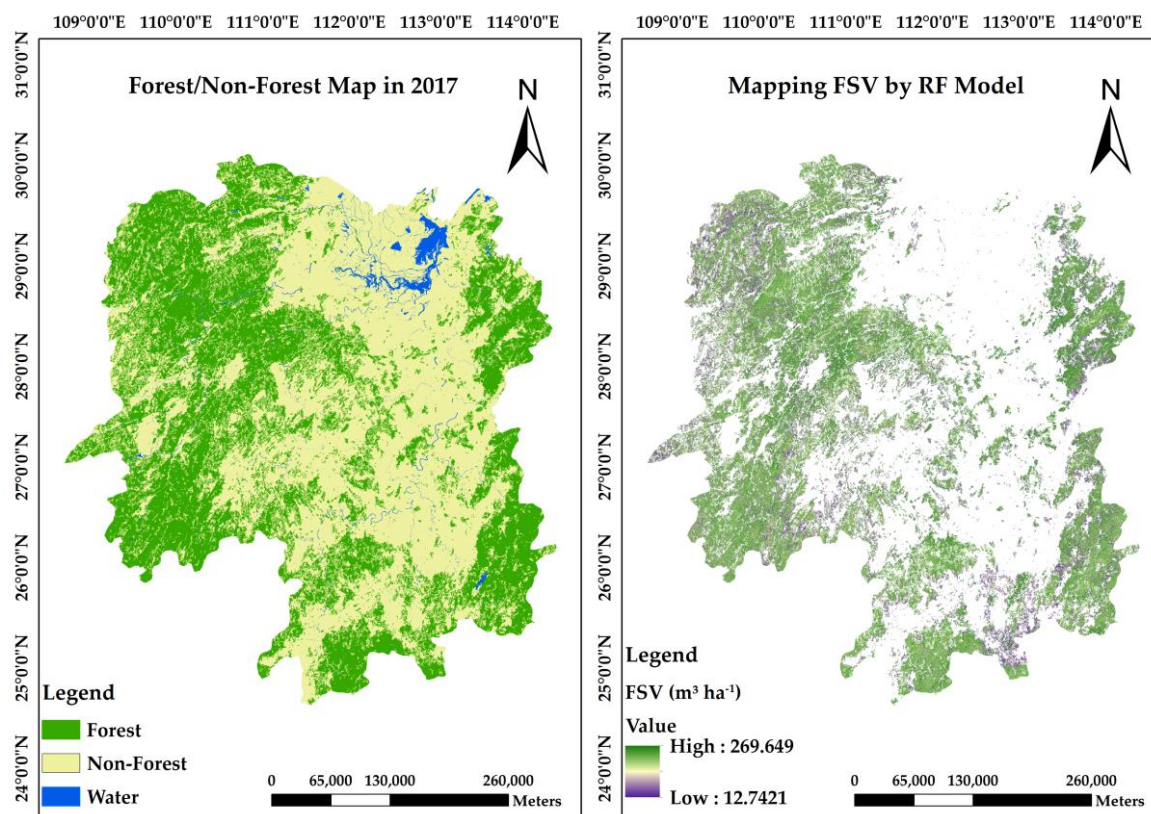 109°0'0"E 110°0'0"E 111°0'0"E 112°0'0"E 113°0'0"E 114°0'0"E
31°0'0"N
30°0'0"N
29°0'0"N
28°0'0"N
27°0'0"N
26°0'0"N
25°0'0"N
24°0'0"N
Forest/Non-Forest Map in 2017
N
Legend
Forest
Non-Forest
Water
0 65,000 130,000 260,000
Meters
109°0'0"E 110°0'0"E 111°0'0"E 112°0'0"E 113°0'0"E 114°0'0"E
31°0'0"N
30°0'0"N
29°0'0"N
28°0'0"N
27°0'0"N
26°0'0"N
25°0'0"N
24°0'0"N
Mapping FSV by RF Model
N
Legend
FSV (m³ ha⁻¹)
Value
High : 269.649
Low : 12.7421
0 65,000 130,000 260,000
Meters